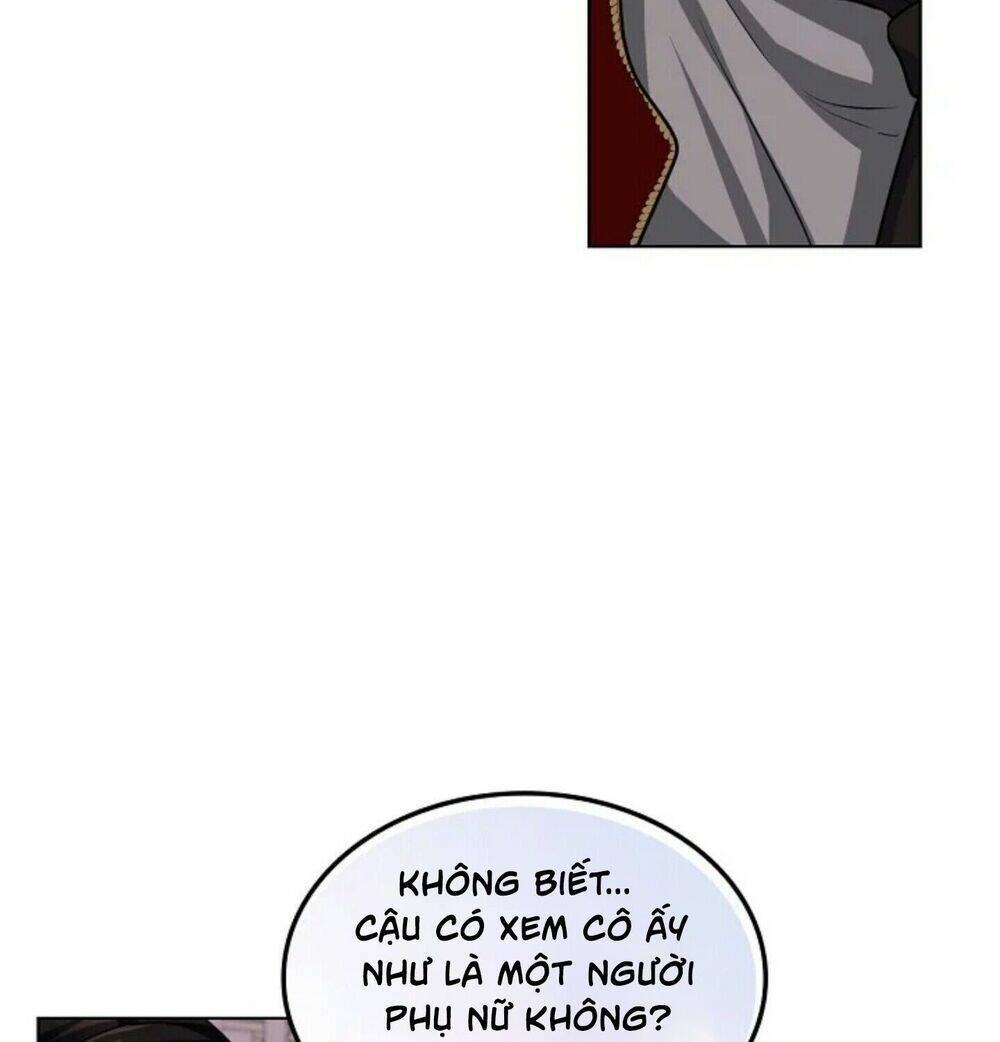 KHÔNG BIẾT...
CẬU CÓ XEM CÔ ẤY
NHƯ LÀ MỘT NGƯỜI
PHỤ NỮ KHÔNG?